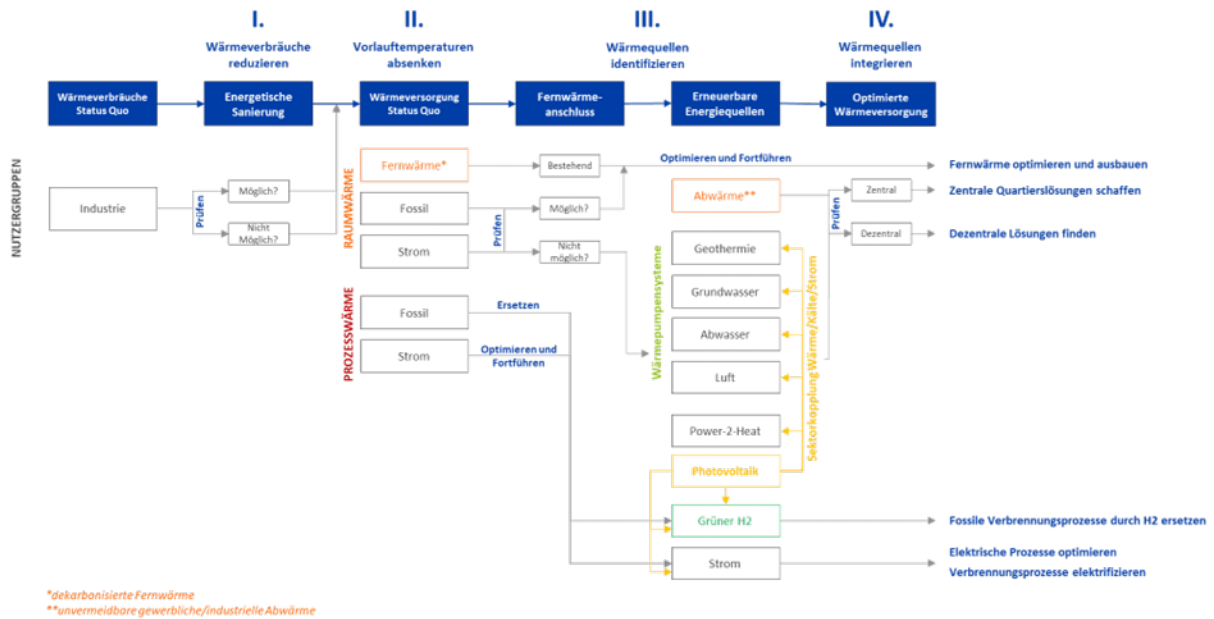 I.
II.
III.
IV.
Wärmeverbräuche
reduzieren
Vorlauftemperaturen
absenken
Wärmequellen
identifizieren
Wärmequellen
integrieren
Wärmeverbräuche
Status Quo
Energetische
Sanierung
Wärmeversorgung
Status Quo
Fernwärme-
anschluss
Erneuerbare
Energiequellen
Optimierte
Wärmeversorgung
NUTZERGRUPPEN
Industrie
Prüfen
Möglich?
Nicht
Möglich?
RAUMWÄRME
Fernwärme*
Fossil
Strom
Prüfen
Bestehend
Möglich?
Nicht
möglich?
Optimieren und Fortführen
PROZESSWÄRME
Fossil
Strom
Ersetzen
Optimieren und
Fortführen
Wärmepumpensysteme
Abwärme**
Geothermie
Grundwasser
Abwasser
Luft
Power-2-Heat
Photovoltaik
Grüner H2
Strom
Sektorkopplung Wärme/Kälte/Strom
Prüfen
Zentral
Dezentral
Fernwärme optimieren und ausbauen
Zentrale Quartierslösungen schaffen
Dezentrale Lösungen finden
Fossile Verbrennungsprozesse durch H2 ersetzen
Elektrische Prozesse optimieren
Verbrennungsprozesse elektrifizieren
*dekarbonisierte Fernwärme
**unvermeidbare gewerbliche/industrielle Abwärme